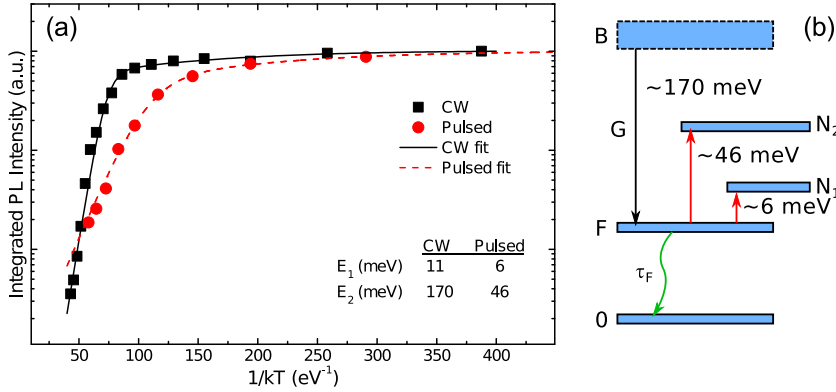 (a)
Integrated PL Intensity (a.u.)
CW
Pulsed
CW fit
Pulsed fit
CW Pulsed
E₁ (meV) 11 6
E₂ (meV) 170 46
50 100 150 200 250 300 350 400
1/kT (eV⁻¹)
(b)
B
~170 meV
G
N₂
~46 meV
N₁
~6 meV
F
τF
0